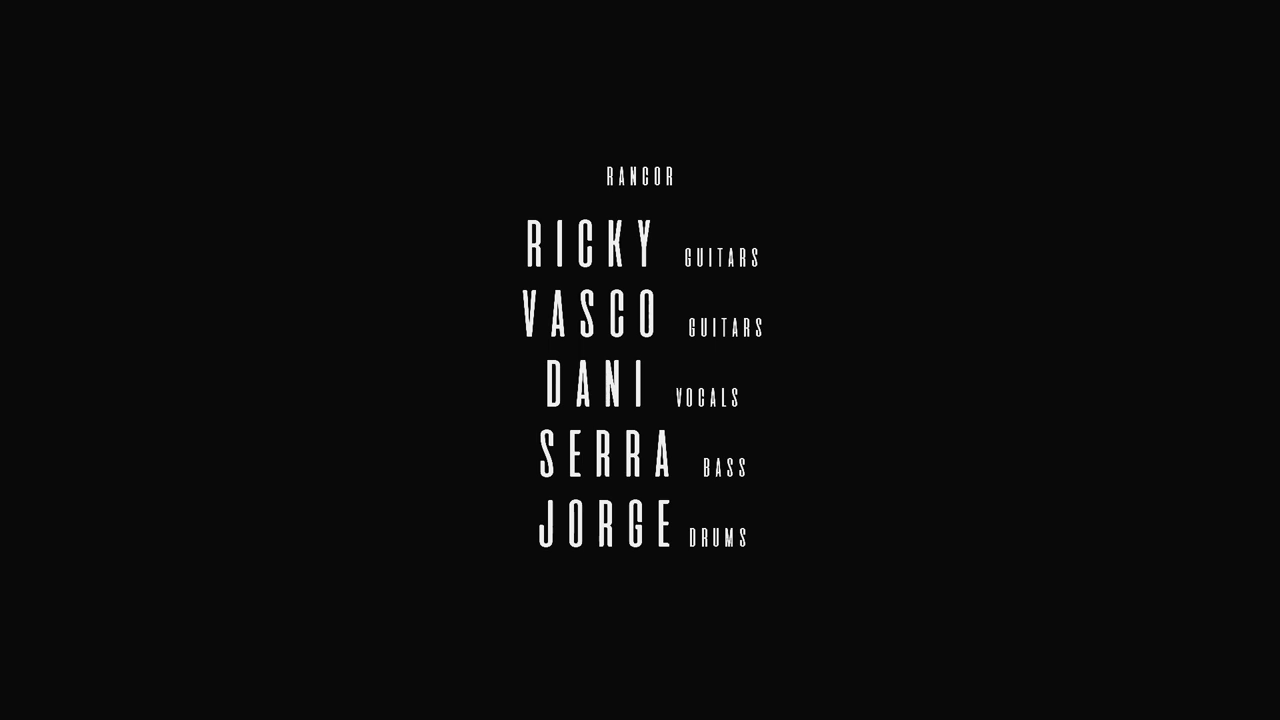 RANCOR
RICKY GUITARS
VASCO GUITARS
DANI VOCALS
SERRA BASS
JORGE DRUMS